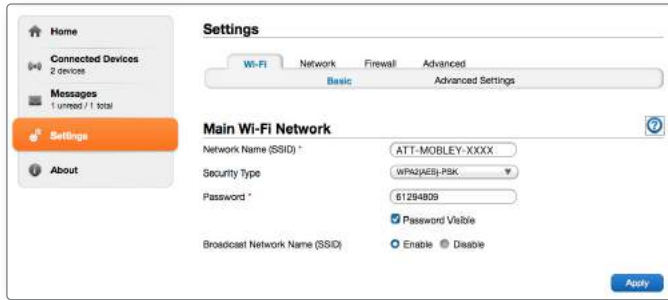 Home
Connected Devices
2 devices
Messages
1 unread / 1 total
Settings
About
Settings
Wi-Fi Network Firewall Advanced
Basic Advanced Settings
Main Wi-Fi Network
Network Name (SSID) * ATT-MOBLEY-XXXX
Security Type WPA2(AES)-PSK
Password * 61294809
Password Visible
Broadcast Network Name (SSID) Enable Disable
Apply